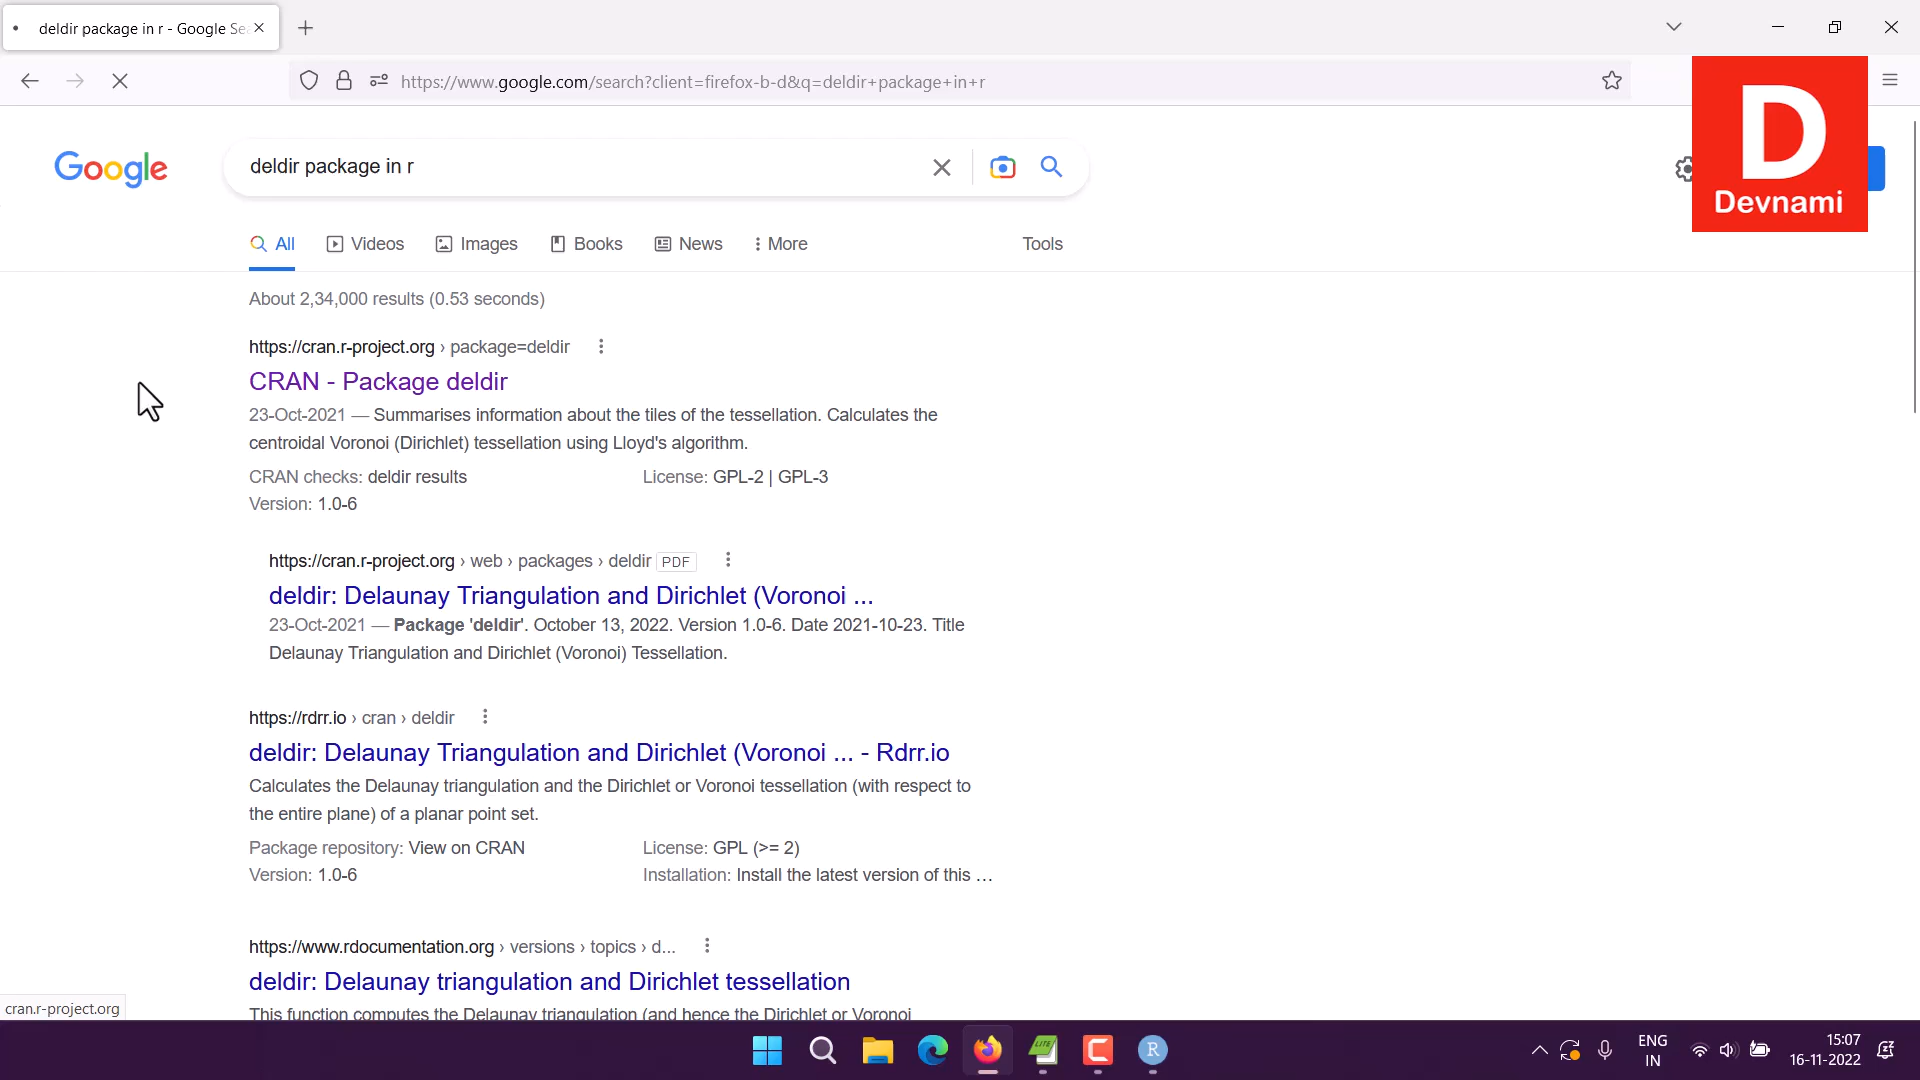 deldir package in r - Google Se
https://www.google.com/search?client=firefox-b-d&q=deldir+package+in+r
D
Devnami
Google
deldir package in r
All
Videos
Images
Books
News
More
Tools
About 2,34,000 results (0.53 seconds)
https://cran.r-project.org › package=deldir
CRAN - Package deldir
23-Oct-2021 — Summarises information about the tiles of the tessellation. Calculates the
centroidal Voronoi (Dirichlet) tessellation using Lloyd's algorithm.
CRAN checks: deldir results
License: GPL-2 | GPL-3
Version: 1.0-6
https://cran.r-project.org › web › packages › deldir PDF
deldir: Delaunay Triangulation and Dirichlet (Voronoi ...
23-Oct-2021 — Package 'deldir'. October 13, 2022. Version 1.0-6. Date 2021-10-23. Title
Delaunay Triangulation and Dirichlet (Voronoi) Tessellation.
https://rdrr.io › cran › deldir
deldir: Delaunay Triangulation and Dirichlet (Voronoi ... - Rdrr.io
Calculates the Delaunay triangulation and the Dirichlet or Voronoi tessellation (with respect to
the entire plane) of a planar point set.
Package repository: View on CRAN
License: GPL (>= 2)
Version: 1.0-6
Installation: Install the latest version of this ...
https://www.rdocumentation.org › versions › topics › d...
deldir: Delaunay triangulation and Dirichlet tessellation
This function computes the Delaunay triangulation (and hence the Dirichlet or Voronoi
cran.r-project.org
LITE
C
R
ENG
IN
15:07
16-11-2022